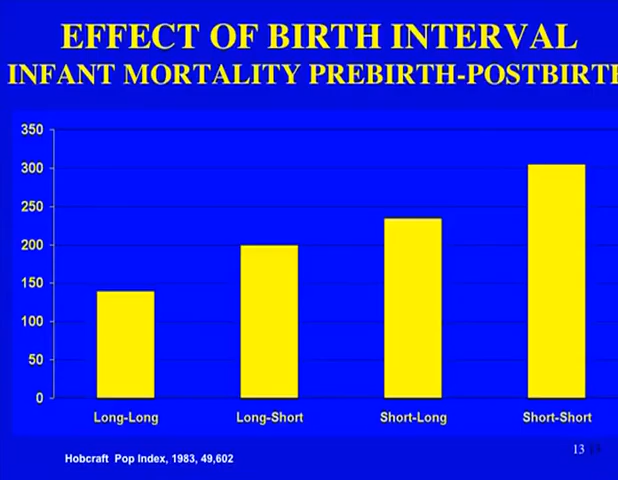 EFFECT OF BIRTH INTERVAL
INFANT MORTALITY PREBIRTH-POSTBIRTH
350
300
250
200
150
100
50
0
Long-Long
Long-Short
Short-Long
Short-Short
Hobcraft Pop Index, 1983, 49,602
13